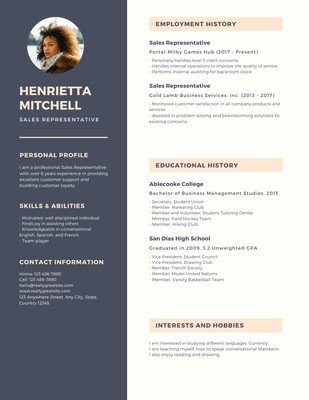 HENRIETTA
MITCHELL
SALES REPRESENTATIVE
PERSONAL PROFILE
I am a professional Sales Representative
with over 6 years experience in providing
excellent customer support and
building customer loyalty.
SKILLS & ABILITIES
- Motivated, well disciplined individual
- Finds joy in assisting others
- Knowledgeable in conversational
English, Spanish, and French
- Team player
CONTACT INFORMATION
Home: 123-456-7890
Cell: 123-456-7890
hello@reallygreatsite.com
www.reallygreatsite.com
123 Anywhere Street, Any City, State,
Country 12345
EMPLOYMENT HISTORY
Sales Representative
Portal-Milby Games Hub (2017 - Present)
- Personally handles level 3 client concerns
- Handles internal operations to improve the quality of service
- Performs internal auditing for backroom stock.
Sales Representative
Gold Lamb Business Services, Inc. (2013 - 2017)
- Monitored customer satisfaction in all company products and
services
- Assisted in problem solving and brainstorming solutions to
existing concerns
EDUCATIONAL HISTORY
Ablecooke College
Bachelor of Business Management Studies, 2013
- Secretary, Student Union
- Member, Marketing Club
- Member and Volunteer: Student Tutoring Center
- Member, Field Hockey Team
- Member, Hiking Club
San Dias High School
Graduated in 2009, 3.2 Unweighted GPA
- Vice President, Student Council
- Vice President, Drawing Club
- Member, French Society
- Member, Model United Nations
- Member, Varsity Basketball Team
INTERESTS AND HOBBIES
I am interested in studying different languages. Currently,
I am teaching myself how to speak conversational Mandarin.
I also enjoy reading and drawing.